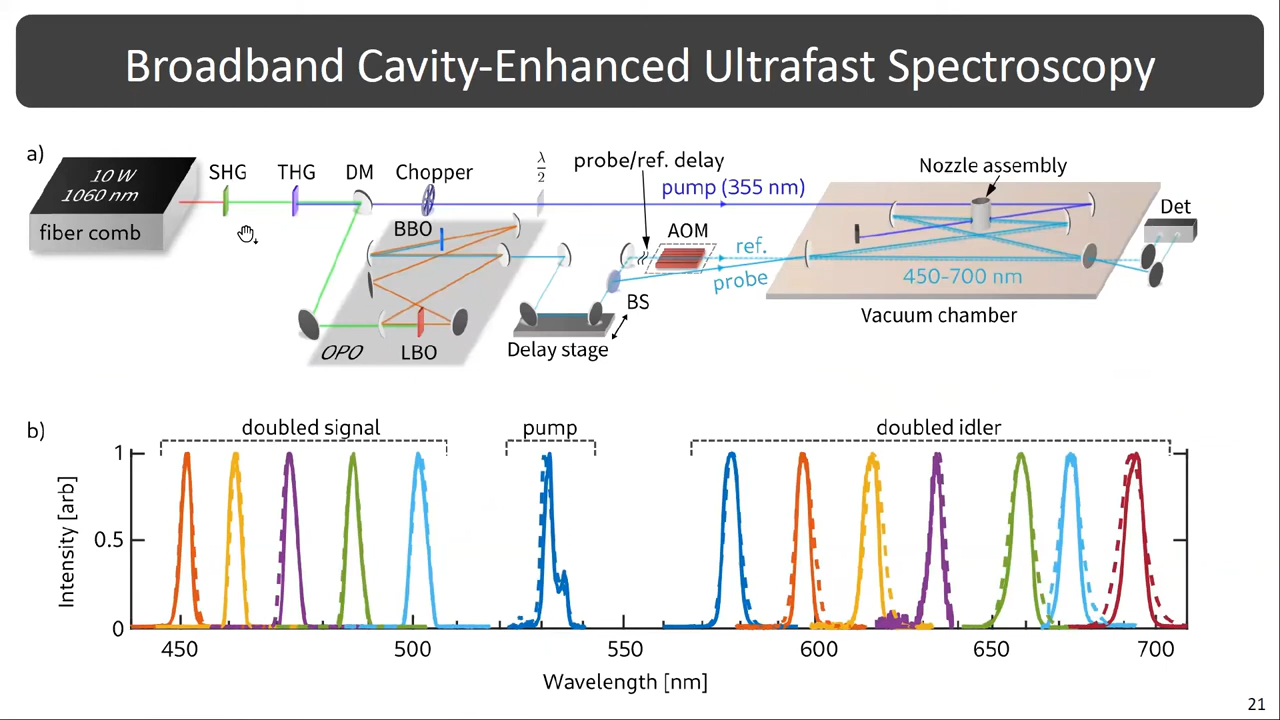 Broadband Cavity-Enhanced Ultrafast Spectroscopy
a)
10 W
1060 nm
fiber comb
SHG
THG
DM
Chopper
λ
2
probe/ref. delay
pump (355 nm)
Nozzle assembly
Det
BBO
AOM
ref.
probe
450-700 nm
BS
OPO
LBO
Delay stage
Vacuum chamber
b)
doubled signal
pump
doubled idler
1
0.5
0
Intensity [arb]
450
500
550
600
650
700
Wavelength [nm]
21